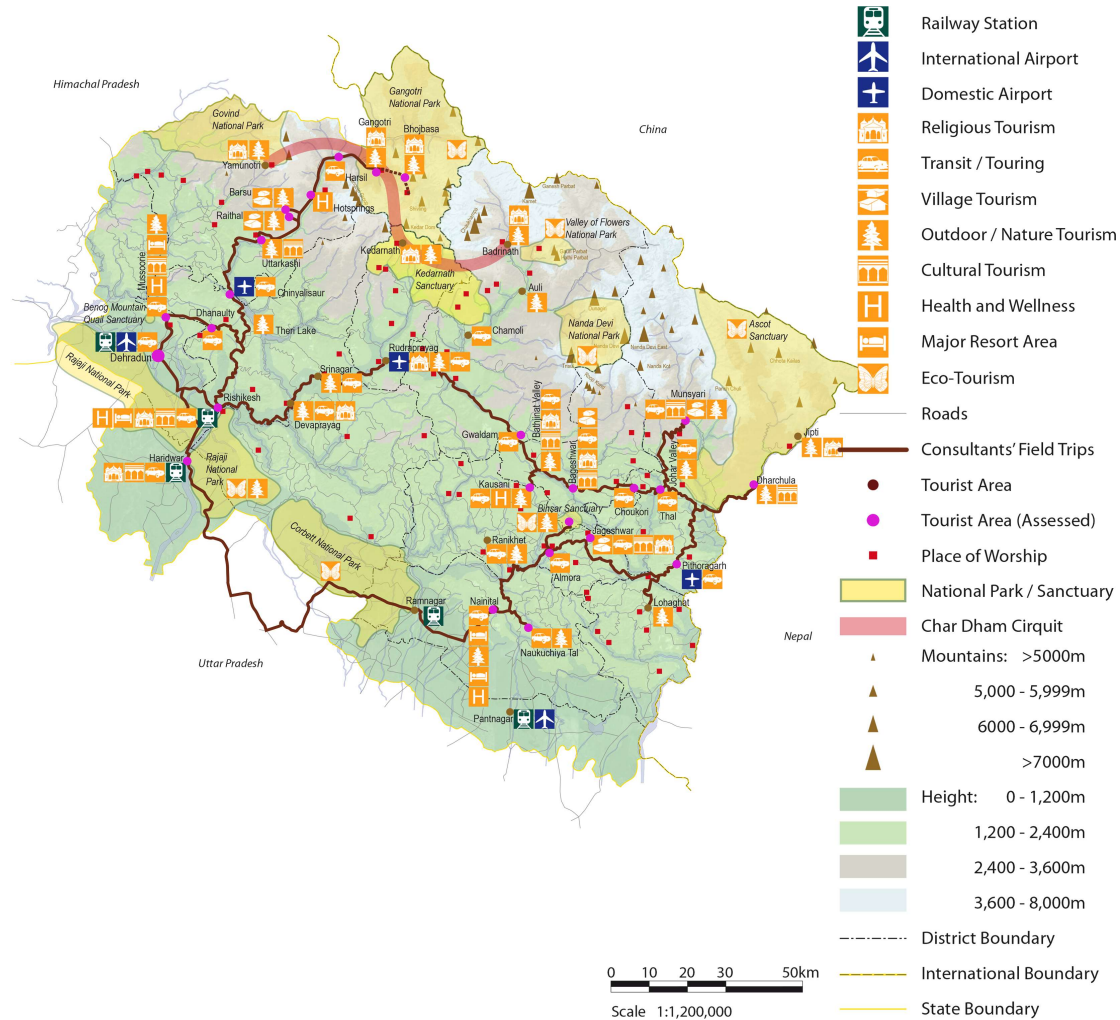 Himachal Pradesh
China
Nepal
Uttar Pradesh
Govind
National Park
Gangotri
National Park
Gangotri
Bhojbasa
Yamunotri
Harsil
Hotsprings
Barsu
Raithal
Uttarkashi
Kedarnath
Kedarnath
Sanctuary
Badrinath
Valley of Flowers
National Park
Auli
Mussoorie
Benog Mountain
Quail Sanctuary
Chinyalisaur
Dhanaulty
Theri Lake
Dehradun
Rajaji National Park
Chamoli
Nanda Devi
National Park
Ascot
Sanctuary
Rudraprayag
Srinagar
Rishikesh
Devaprayag
Haridwar
Rajaji
National
Park
Gwaldam
Bathjinat Valley
Bageshwar
Munsyari
Johar Valley
Jipti
Dharchula
Kausani
Choukori
Thal
Binsar Sanctuary
Ranikhet
Jageshwar
Almora
Pithoragarh
Lohaghat
Corbett National Park
Ramnagar
Nainital
Naukuchiya Tal
Pantnagar
Railway Station
International Airport
Domestic Airport
Religious Tourism
Transit / Touring
Village Tourism
Outdoor / Nature Tourism
Cultural Tourism
Health and Wellness
Major Resort Area
Eco-Tourism
Roads
Consultants' Field Trips
Tourist Area
Tourist Area (Assessed)
Place of Worship
National Park / Sanctuary
Char Dham Cirquit
Mountains: >5000m
5,000 - 5,999m
6000 - 6,999m
>7000m
Height: 0 - 1,200m
1,200 - 2,400m
2,400 - 3,600m
3,600 - 8,000m
District Boundary
International Boundary
State Boundary
0 10 20 30 50km
Scale 1:1,200,000